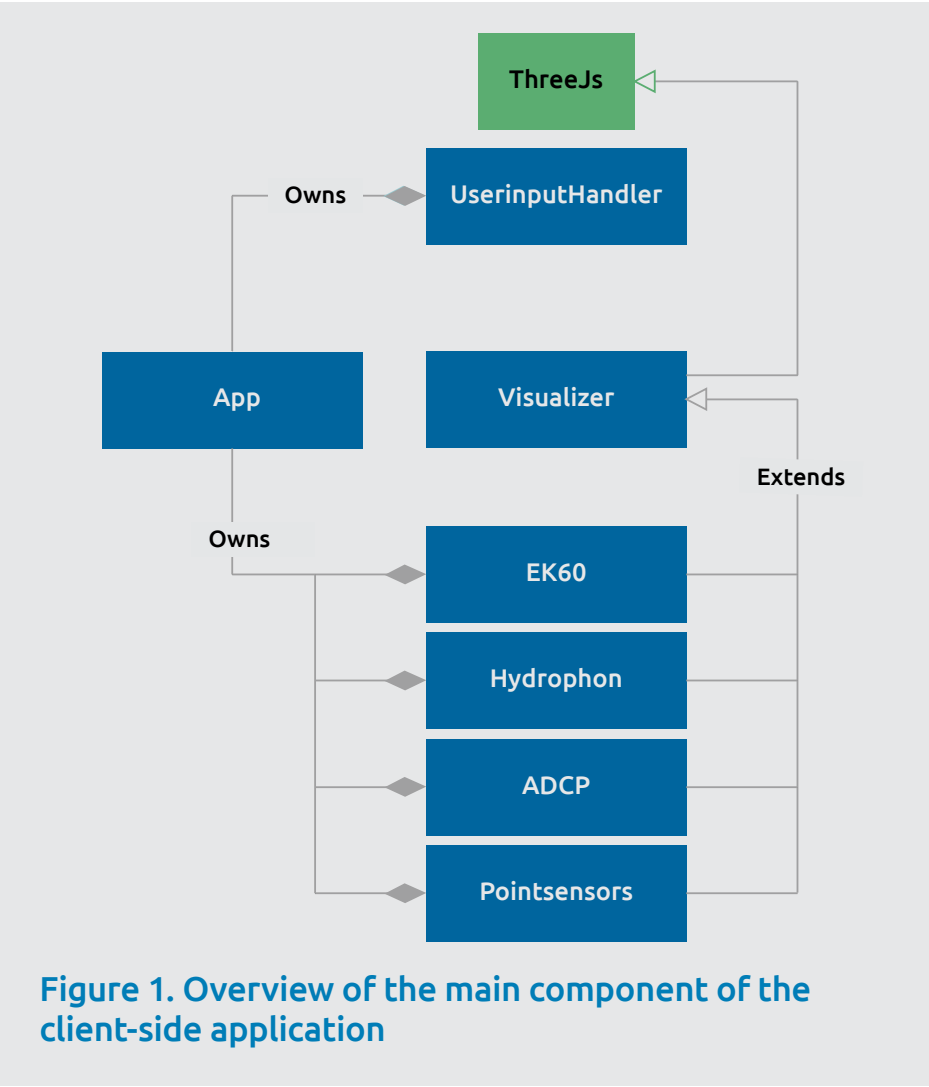 ThreeJs
Owns
UserinputHandler
App
Visualizer
Extends
Owns
EK60
Hydrophon
ADCP
Pointsensors
Figure 1. Overview of the main component of the
client-side application